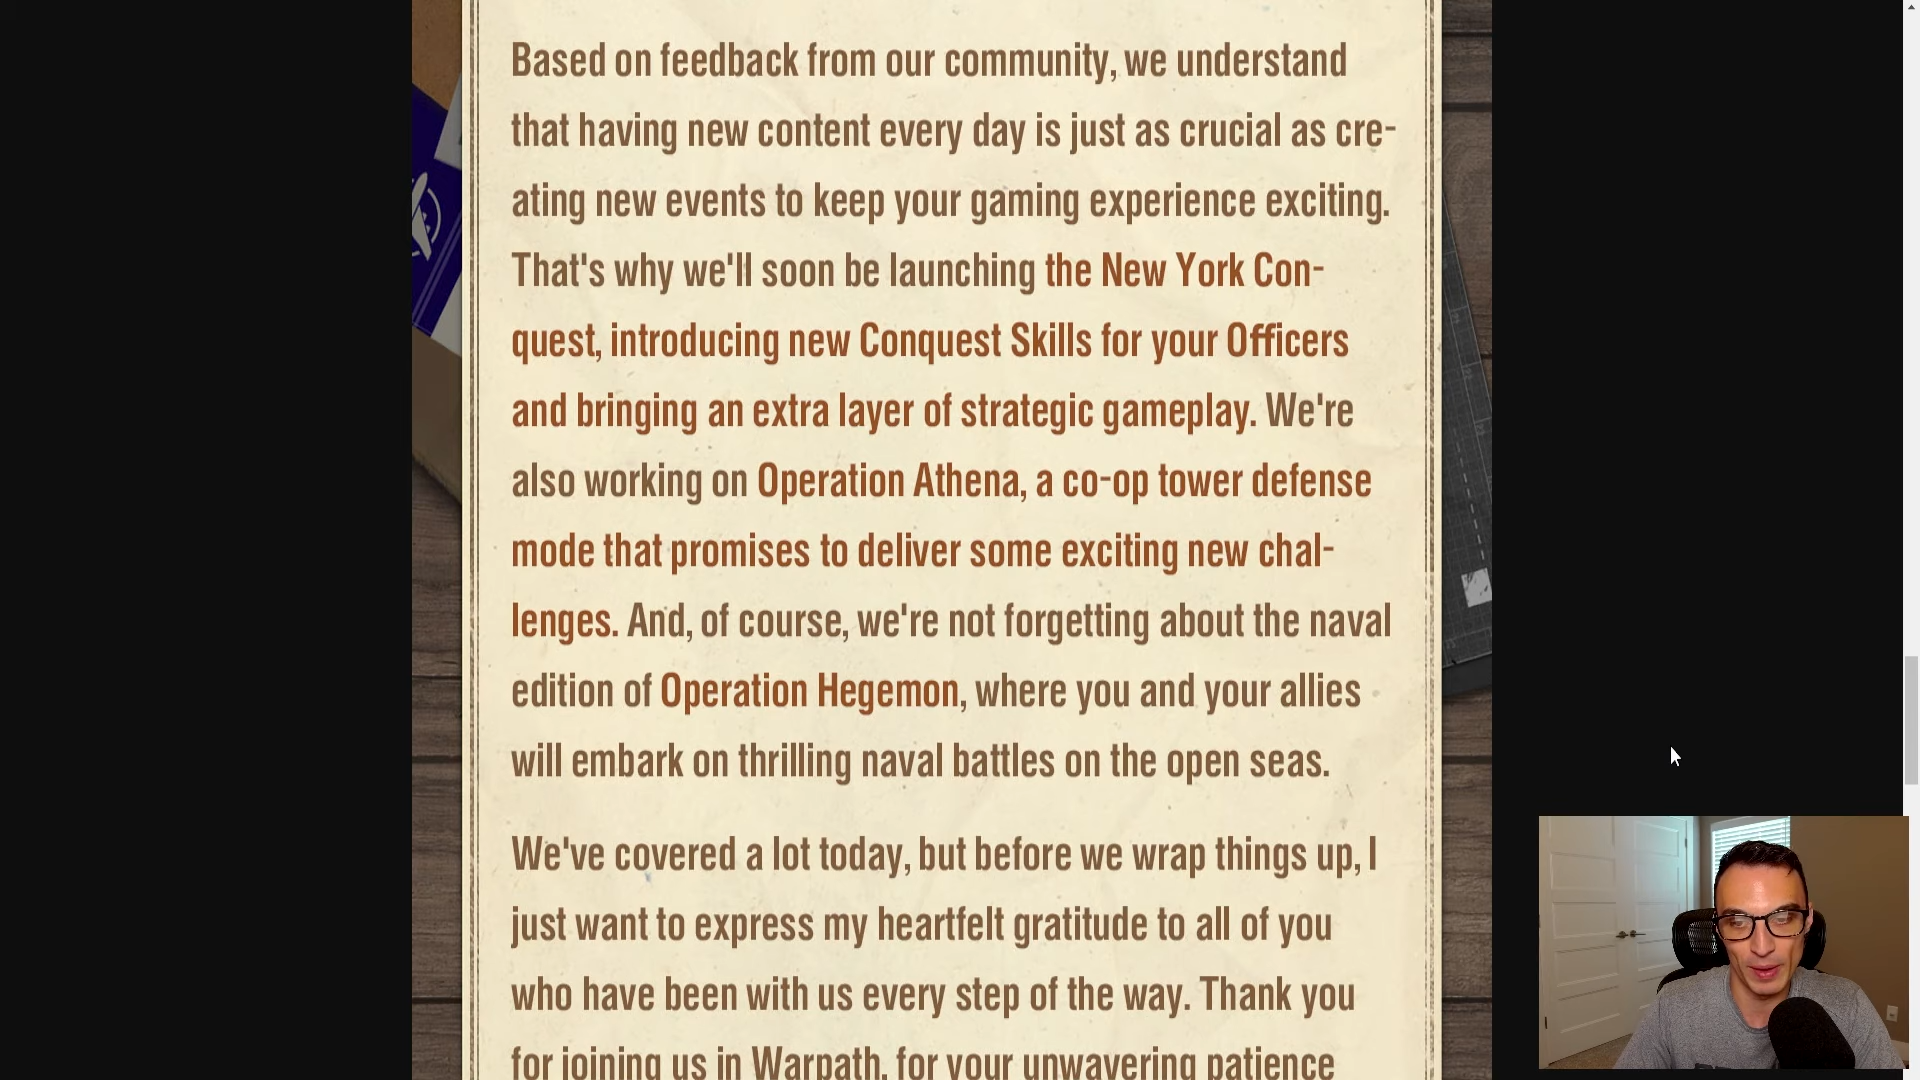 Based on feedback from our community, we understand
that having new content every day is just as crucial as cre-
ating new events to keep your gaming experience exciting.
That's why we'll soon be launching the New York Con-
quest, introducing new Conquest Skills for your Officers
and bringing an extra layer of strategic gameplay. We're
also working on Operation Athena, a co-op tower defense
mode that promises to deliver some exciting new chal-
lenges. And, of course, we're not forgetting about the naval
edition of Operation Hegemon, where you and your allies
will embark on thrilling naval battles on the open seas.
We've covered a lot today, but before we wrap things up, I
just want to express my heartfelt gratitude to all of you
who have been with us every step of the way. Thank you
for joining us in Warpath, for your unwavering patience